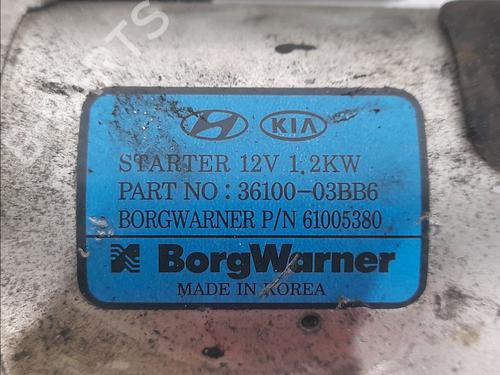 KIA
STARTER 12V 1.2KW
PART NO : 36100-03BB6
BORGWARNER P/N 61005380
BorgWarner
MADE IN KOREA